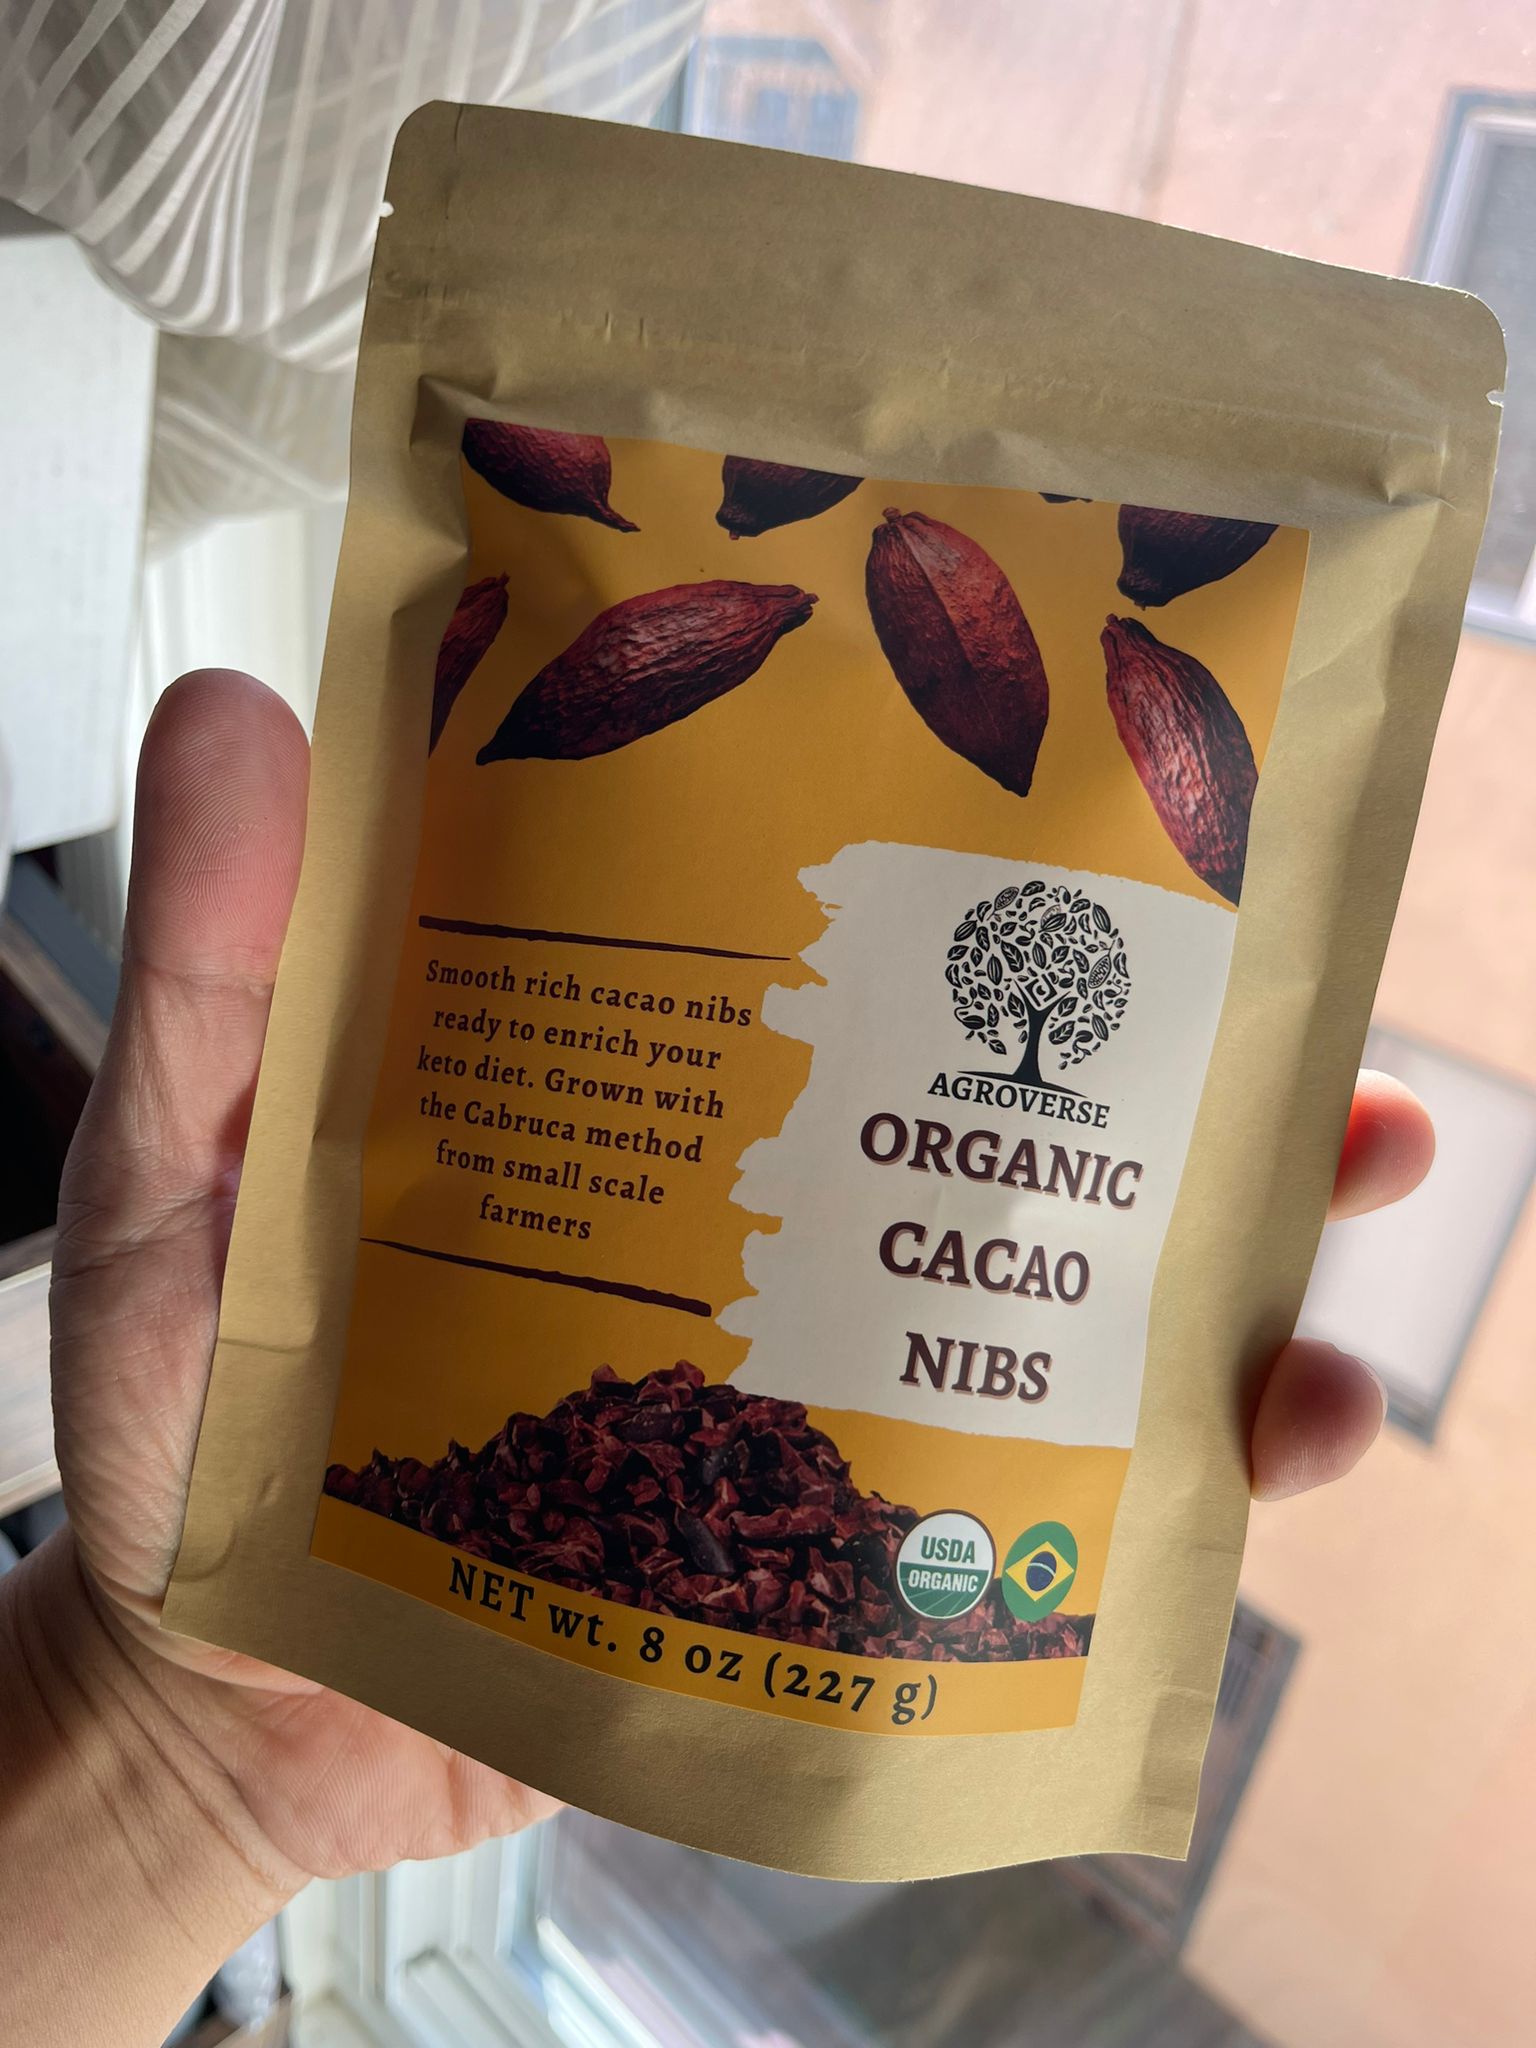 Smooth rich cacao nibs
ready to enrich your
keto diet. Grown with
the Cabruca method
from small scale
farmers
AGROVERSE
ORGANIC
CACAO
NIBS
USDA
ORGANIC
NET wt. 8 oz (227 g)